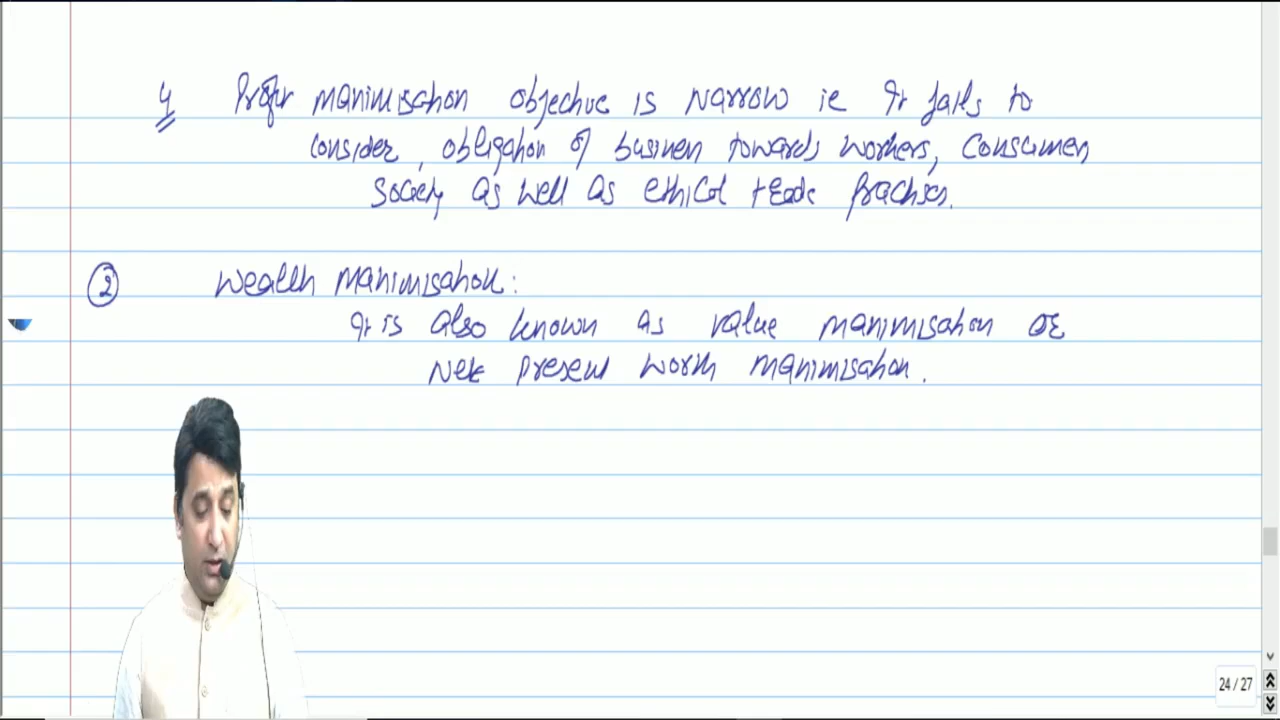 4 Profit maximisation objective is Narrow ie It fails to
consider, obligation of business towards workers, Consumer
Society as well as ethical trade Practises.
② Wealth Maximisation:
It is also known as value maximisation or
Net Present Worth Maximisation.
24 / 27